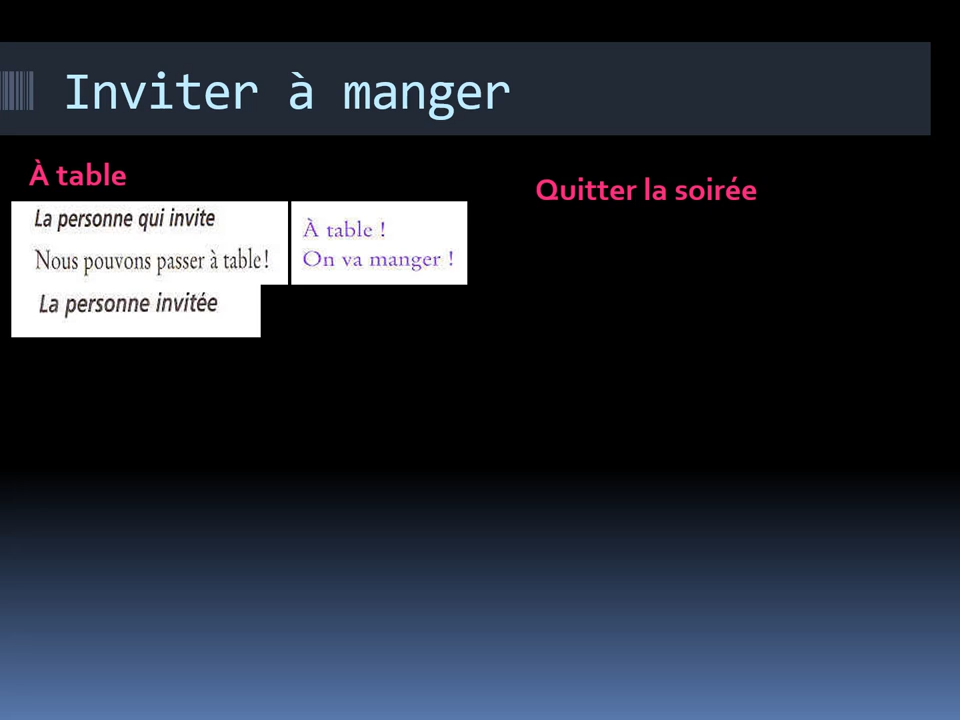 Inviter à manger
À table
La personne qui invite
Nous pouvons passer à table!
La personne invitée
À table !
On va manger !
Quitter la soirée